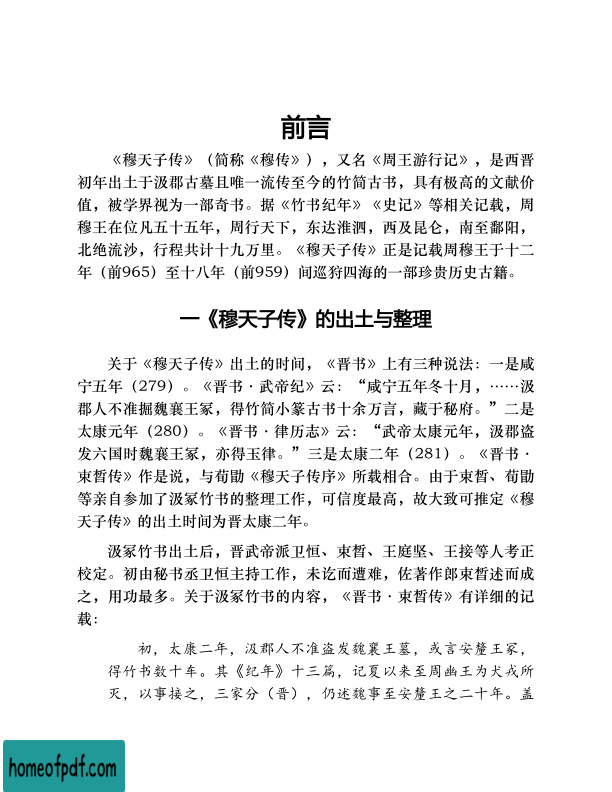 前言
《穆天子传》（简称《穆传》），又名《周王游行记》，是西晋
初年出土于汲郡古墓且唯一流传至今的竹简古书，具有极高的文献价
值，被学界视为一部奇书。据《竹书纪年》《史记》等相关记载，周
穆王在位凡五十五年，周行天下，东达淮泗，西及昆仑，南至鄱阳，
北绝流沙，行程共计十九万里。《穆天子传》正是记载周穆王于十二
年（前965）至十八年（前959）间巡狩四海的一部珍贵历史古籍。
一《穆天子传》的出土与整理
关于《穆天子传》出土的时间，《晋书》上有三种说法：一是咸
宁五年（279）。《晋书·武帝纪》云：“咸宁五年冬十月，……汲
郡人不准掘魏襄王冢，得竹简小篆古书十余万言，藏于秘府。”二是
太康元年（280）。《晋书·律历志》云：“武帝太康元年，汲郡盗
发六国时魏襄王冢，亦得玉律。”三是太康二年（281）。《晋书·
束皙传》作是说，与荀勖《穆天子传序》所载相合。由于束皙、荀勖
等亲自参加了汲冢竹书的整理工作，可信度最高，故大致可推定《穆
天子传》的出土时间为晋太康二年。
汲冢竹书出土后，晋武帝派卫恒、束皙、王庭坚、王接等人考正
校定。初由秘书丞卫恒主持工作，未讫而遭难，佐著作郎束皙述而成
之，用功最多。关于汲冢竹书的内容，《晋书·束皙传》有详细的记
载：
初，太康二年，汲郡人不准盗发魏襄王墓，或言安釐王冢，
得竹书数十车。其《纪年》十三篇，记夏以来至周幽王为犬戎所
灭，以事接之，三家分（晋），仍述魏事至安釐王之二十年。盖
homeofpdf.com